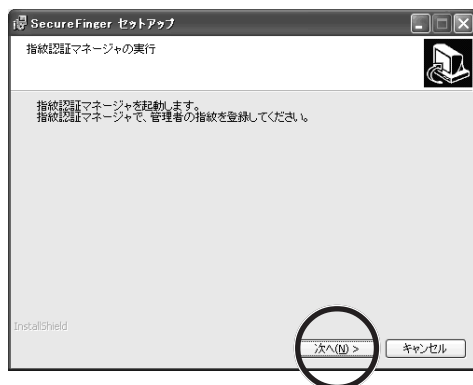 SecureFinger セットアップ
指紋認証マネージャの実行
指紋認証マネージャを起動します。
指紋認証マネージャで、管理者の指紋を登録してください。
InstallShield
次へ(N) >
キャンセル